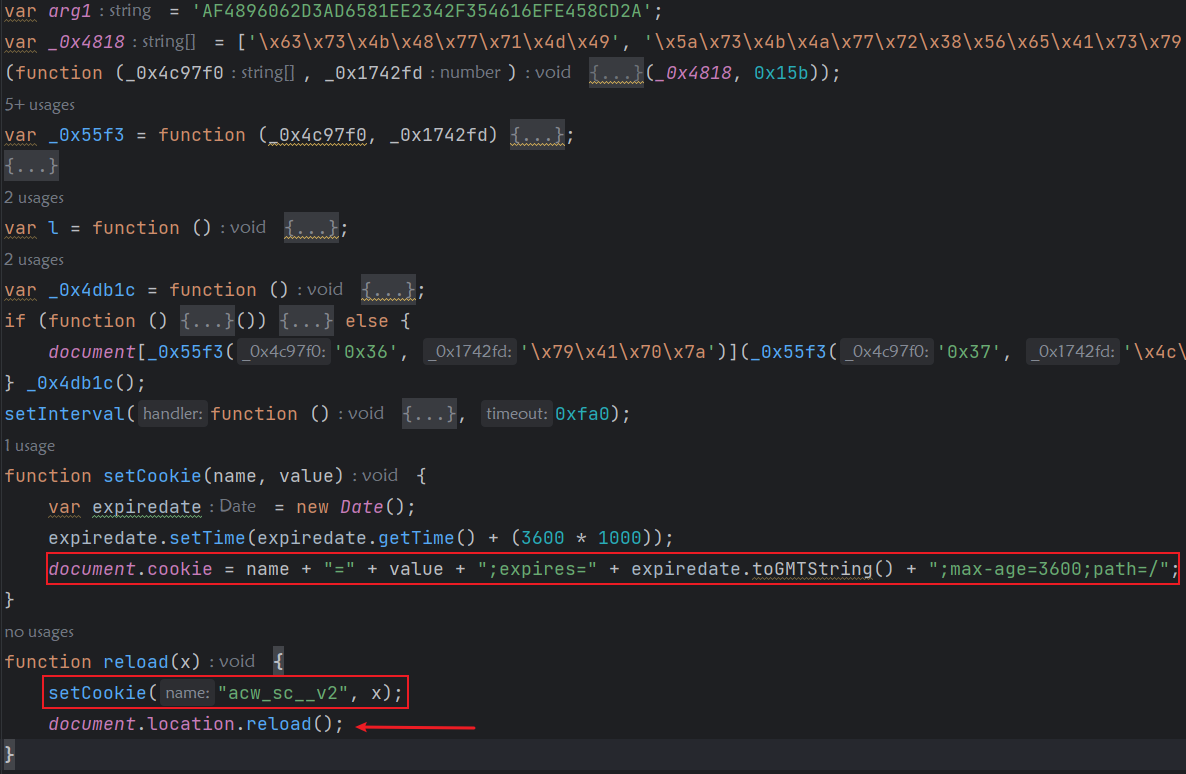 var arg1 : string = 'AF4896062D3AD6581EE2342F354616EFE458CD2A';
var _0x4818 : string[] = ['\x63\x73\x4b\x48\x77\x71\x4d\x49', '\x5a\x73\x4b\x4a\x77\x72\x38\x56\x65\x41\x73\x79
(function (_0x4c97f0 : string[] , _0x1742fd : number ) : void {...}(_0x4818, 0x15b));
5+ usages
var _0x55f3 = function (_0x4c97f0, _0x1742fd) {...};
{...}
2 usages
var l = function () : void {...};
2 usages
var _0x4db1c = function () : void {...};
if (function () {...}()) {...} else {
document[_0x55f3( _0x4c97f0: '0x36', _0x1742fd: '\x79\x41\x70\x7a')](_0x55f3( _0x4c97f0: '0x37', _0x1742fd: '\x4c\
} _0x4db1c();
setInterval( handler: function () : void {...}, timeout: 0xfa0);
1 usage
function setCookie(name, value) : void {
var expiredate : Date = new Date();
expiredate.setTime(expiredate.getTime() + (3600 * 1000));
document.cookie = name + "=" + value + ";expires=" + expiredate.toGMTString() + ";max-age=3600;path=/";
}
no usages
function reload(x) : void {
setCookie( name: "acw_sc__v2", x);
document.location.reload();
}